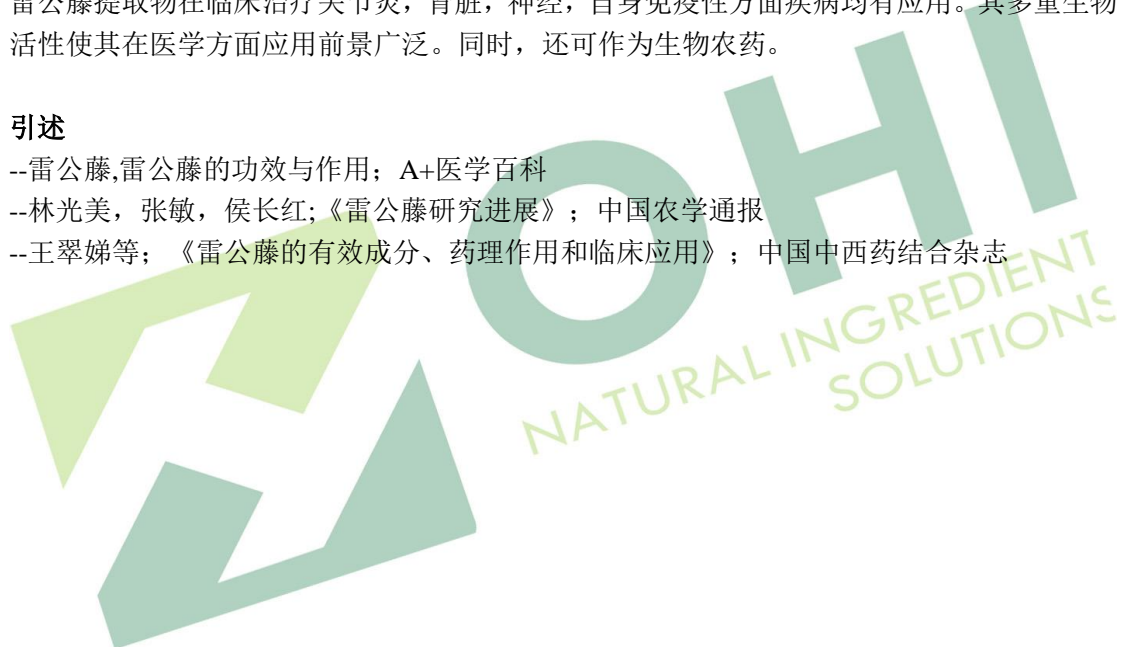 雷公藤提取物在临床治疗关节炎，肾脏，神经，自身免疫性方面疾病均有应用。其多重生物
活性使其在医学方面应用前景广泛。同时，还可作为生物农药。
引述
--雷公藤,雷公藤的功效与作用；A+医学百科
--林光美，张敏，侯长红;《雷公藤研究进展》；中国农学通报
--王翠娣等；《雷公藤的有效成分、药理作用和临床应用》；中国中西药结合杂志
OHI
NATURAL INGREDIENT
SOLUTIONS